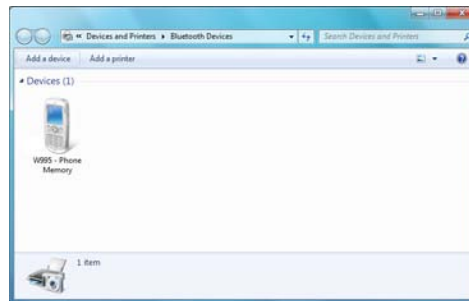 « Devices and Printers ▸ Bluetooth Devices
Search Devices and Printers
Add a device Add a printer
Devices (1)
W995 - Phone
Memory
1 item